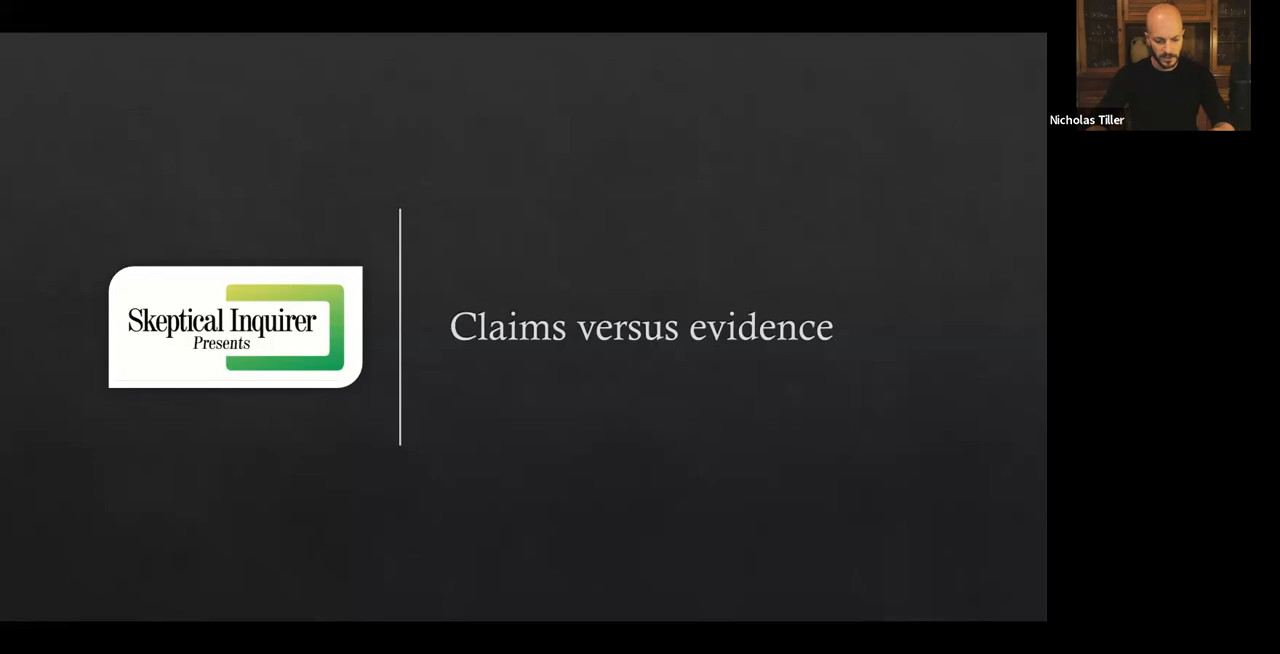 Skeptical Inquirer
Presents
Claims versus evidence
Nicholas Tiller